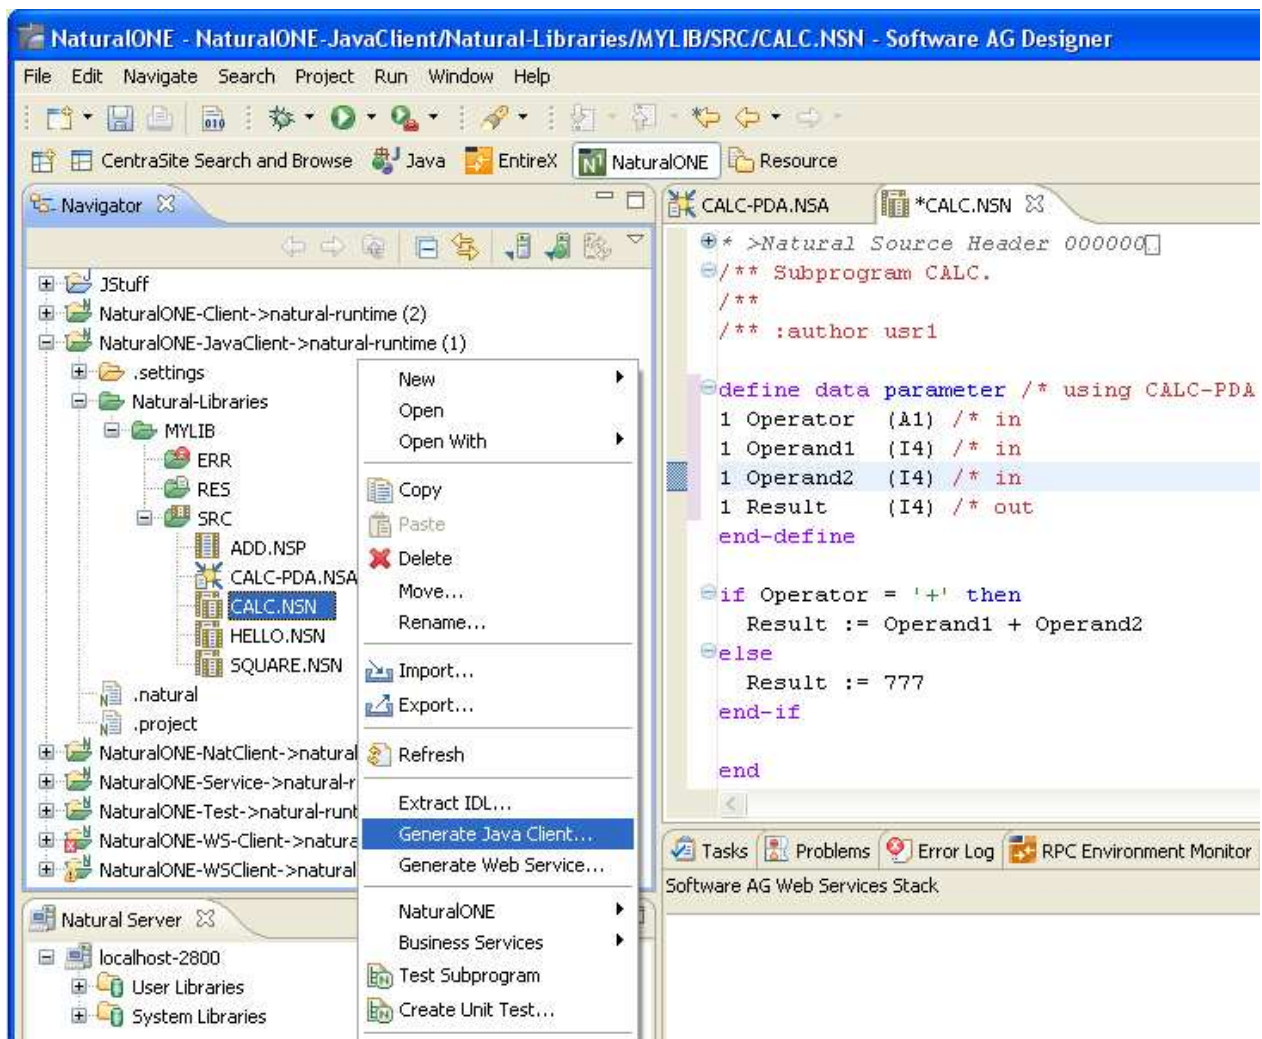 NaturalONE - NaturalONE-JavaClient/Natural-Libraries/MYLIB/SRC/CALC.NSN - Software AG Designer
File Edit Navigate Search Project Run Window Help
010
CentraSite Search and Browse Java EntireX NaturalONE Resource
Navigator
JStuff
NaturalONE-Client->natural-runtime (2)
NaturalONE-JavaClient->natural-runtime (1)
.settings
Natural-Libraries
MYLIB
ERR
RES
SRC
ADD.NSP
CALC-PDA.NSA
CALC.NSN
HELLO.NSN
SQUARE.NSN
.natural
.project
NaturalONE-NatClient->natural
NaturalONE-Service->natural-r
NaturalONE-Test->natural-runt
NaturalONE-WS-Client->natura
NaturalONE-WSClient->natural
New
Open
Open With
Copy
Paste
Delete
Move...
Rename...
Import...
Export...
Refresh
Extract IDL...
Generate Java Client...
Generate Web Service...
NaturalONE
Business Services
Test Subprogram
Create Unit Test...
Natural Server
localhost-2800
User Libraries
System Libraries
CALC-PDA.NSA *CALC.NSN
* >Natural Source Header 000000
/** Subprogram CALC.
/**
/** :author usr1
define data parameter /* using CALC-PDA
1 Operator (A1) /* in
1 Operand1 (I4) /* in
1 Operand2 (I4) /* in
1 Result (I4) /* out
end-define
if Operator = '+' then
Result := Operand1 + Operand2
else
Result := 777
end-if
end
Tasks Problems Error Log RPC Environment Monitor
Software AG Web Services Stack